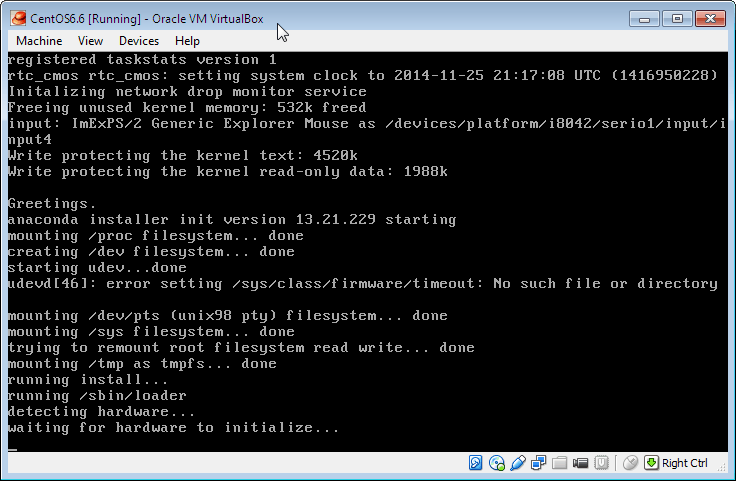 CentOS6.6 [Running] - Oracle VM VirtualBox
Machine View Devices Help
registered taskstats version 1
rtc_cmos rtc_cmos: setting system clock to 2014-11-25 21:17:08 UTC (1416950228)
Initalizing network drop monitor service
Freeing unused kernel memory: 532k freed
input: ImExPS/2 Generic Explorer Mouse as /devices/platform/i8042/serio1/input/i
nput4
Write protecting the kernel text: 4520k
Write protecting the kernel read-only data: 1988k
Greetings.
anaconda installer init version 13.21.229 starting
mounting /proc filesystem... done
creating /dev filesystem... done
starting udev...done
udevd[46]: error setting /sys/class/firmware/timeout: No such file or directory
mounting /dev/pts (unix98 pty) filesystem... done
mounting /sys filesystem... done
trying to remount root filesystem read write... done
mounting /tmp as tmpfs... done
running install...
running /sbin/loader
detecting hardware...
waiting for hardware to initialize...
Right Ctrl